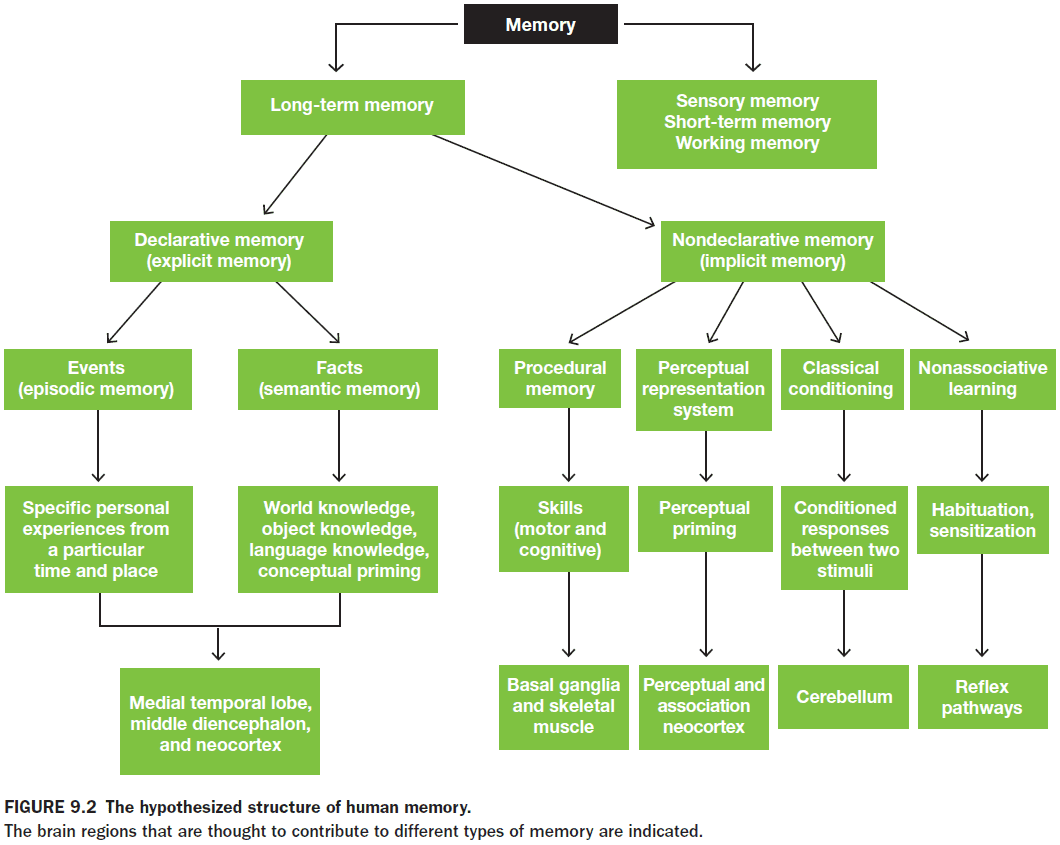 Memory
Long-term memory
Sensory memory
Short-term memory
Working memory
Declarative memory
(explicit memory)
Nondeclarative memory
(implicit memory)
Events
(episodic memory)
Facts
(semantic memory)
Procedural
memory
Perceptual
representation
system
Classical
conditioning
Nonassociative
learning
Specific personal
experiences from
a particular
time and place
World knowledge,
object knowledge,
language knowledge,
conceptual priming
Skills
(motor and
cognitive)
Perceptual
priming
Conditioned
responses
between two
stimuli
Habituation,
sensitization
Medial temporal lobe,
middle diencephalon,
and neocortex
Basal ganglia
and skeletal
muscle
Perceptual and
association
neocortex
Cerebellum
Reflex
pathways
FIGURE 9.2 The hypothesized structure of human memory.
The brain regions that are thought to contribute to different types of memory are indicated.